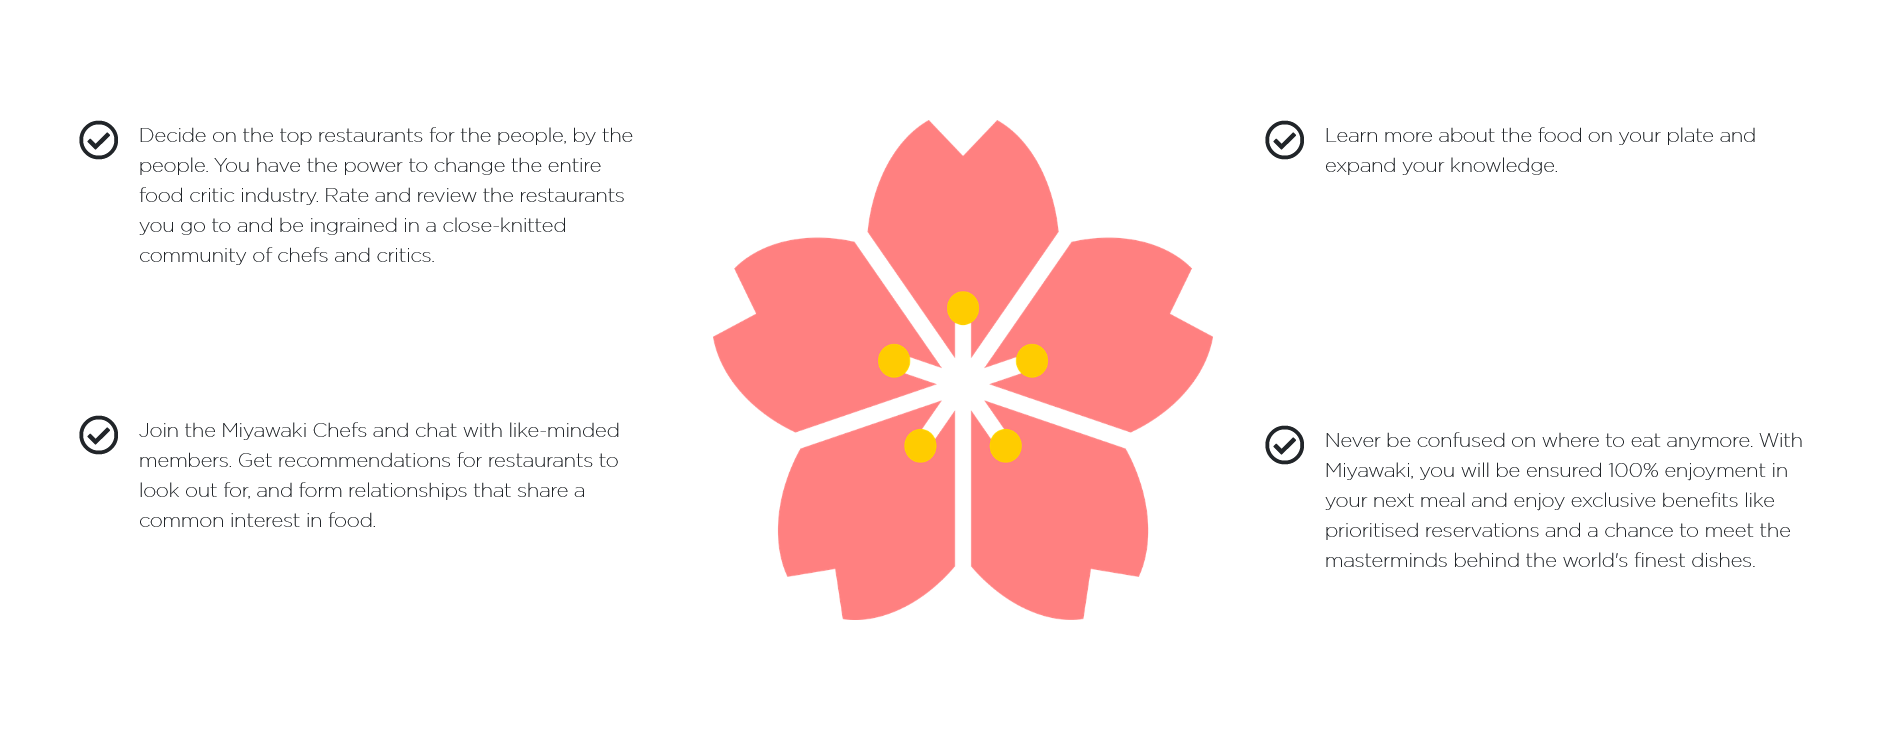 Decide on the top restaurants for the people, by the
people. You have the power to change the entire
food critic industry. Rate and review the restaurants
you go to and be ingrained in a close-knitted
community of chefs and critics.
Join the Miyawaki Chefs and chat with like-minded
members. Get recommendations for restaurants to
look out for, and form relationships that share a
common interest in food.
Learn more about the food on your plate and
expand your knowledge.
Never be confused on where to eat anymore. With
Miyawaki, you will be ensured 100% enjoyment in
your next meal and enjoy exclusive benefits like
prioritised reservations and a chance to meet the
masterminds behind the world's finest dishes.